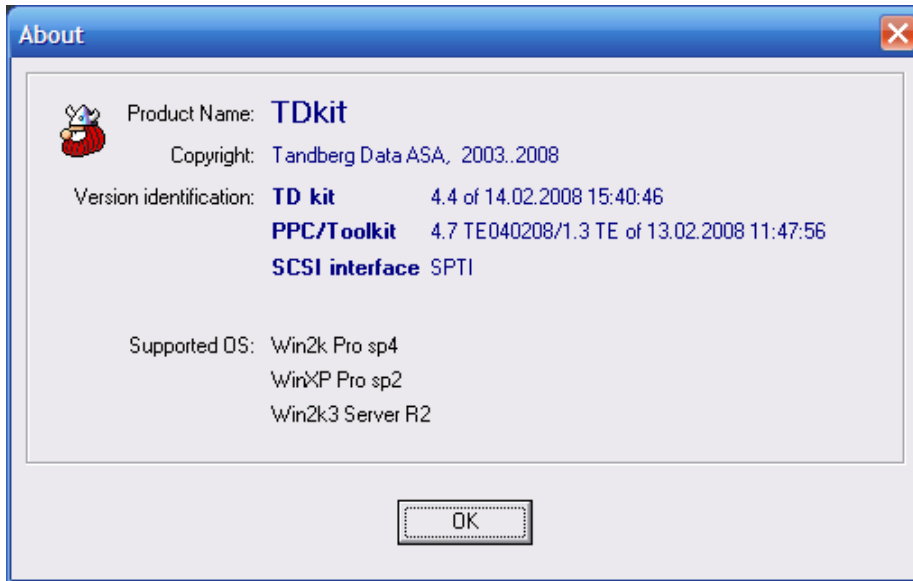 About
Product Name: TDkit
Copyright: Tandberg Data ASA, 2003..2008
Version identification: TD kit 4.4 of 14.02.2008 15:40:46
PPC/Toolkit 4.7 TE040208/1.3 TE of 13.02.2008 11:47:56
SCSI interface SPTI
Supported OS: Win2k Pro sp4
WinXP Pro sp2
Win2k3 Server R2
OK